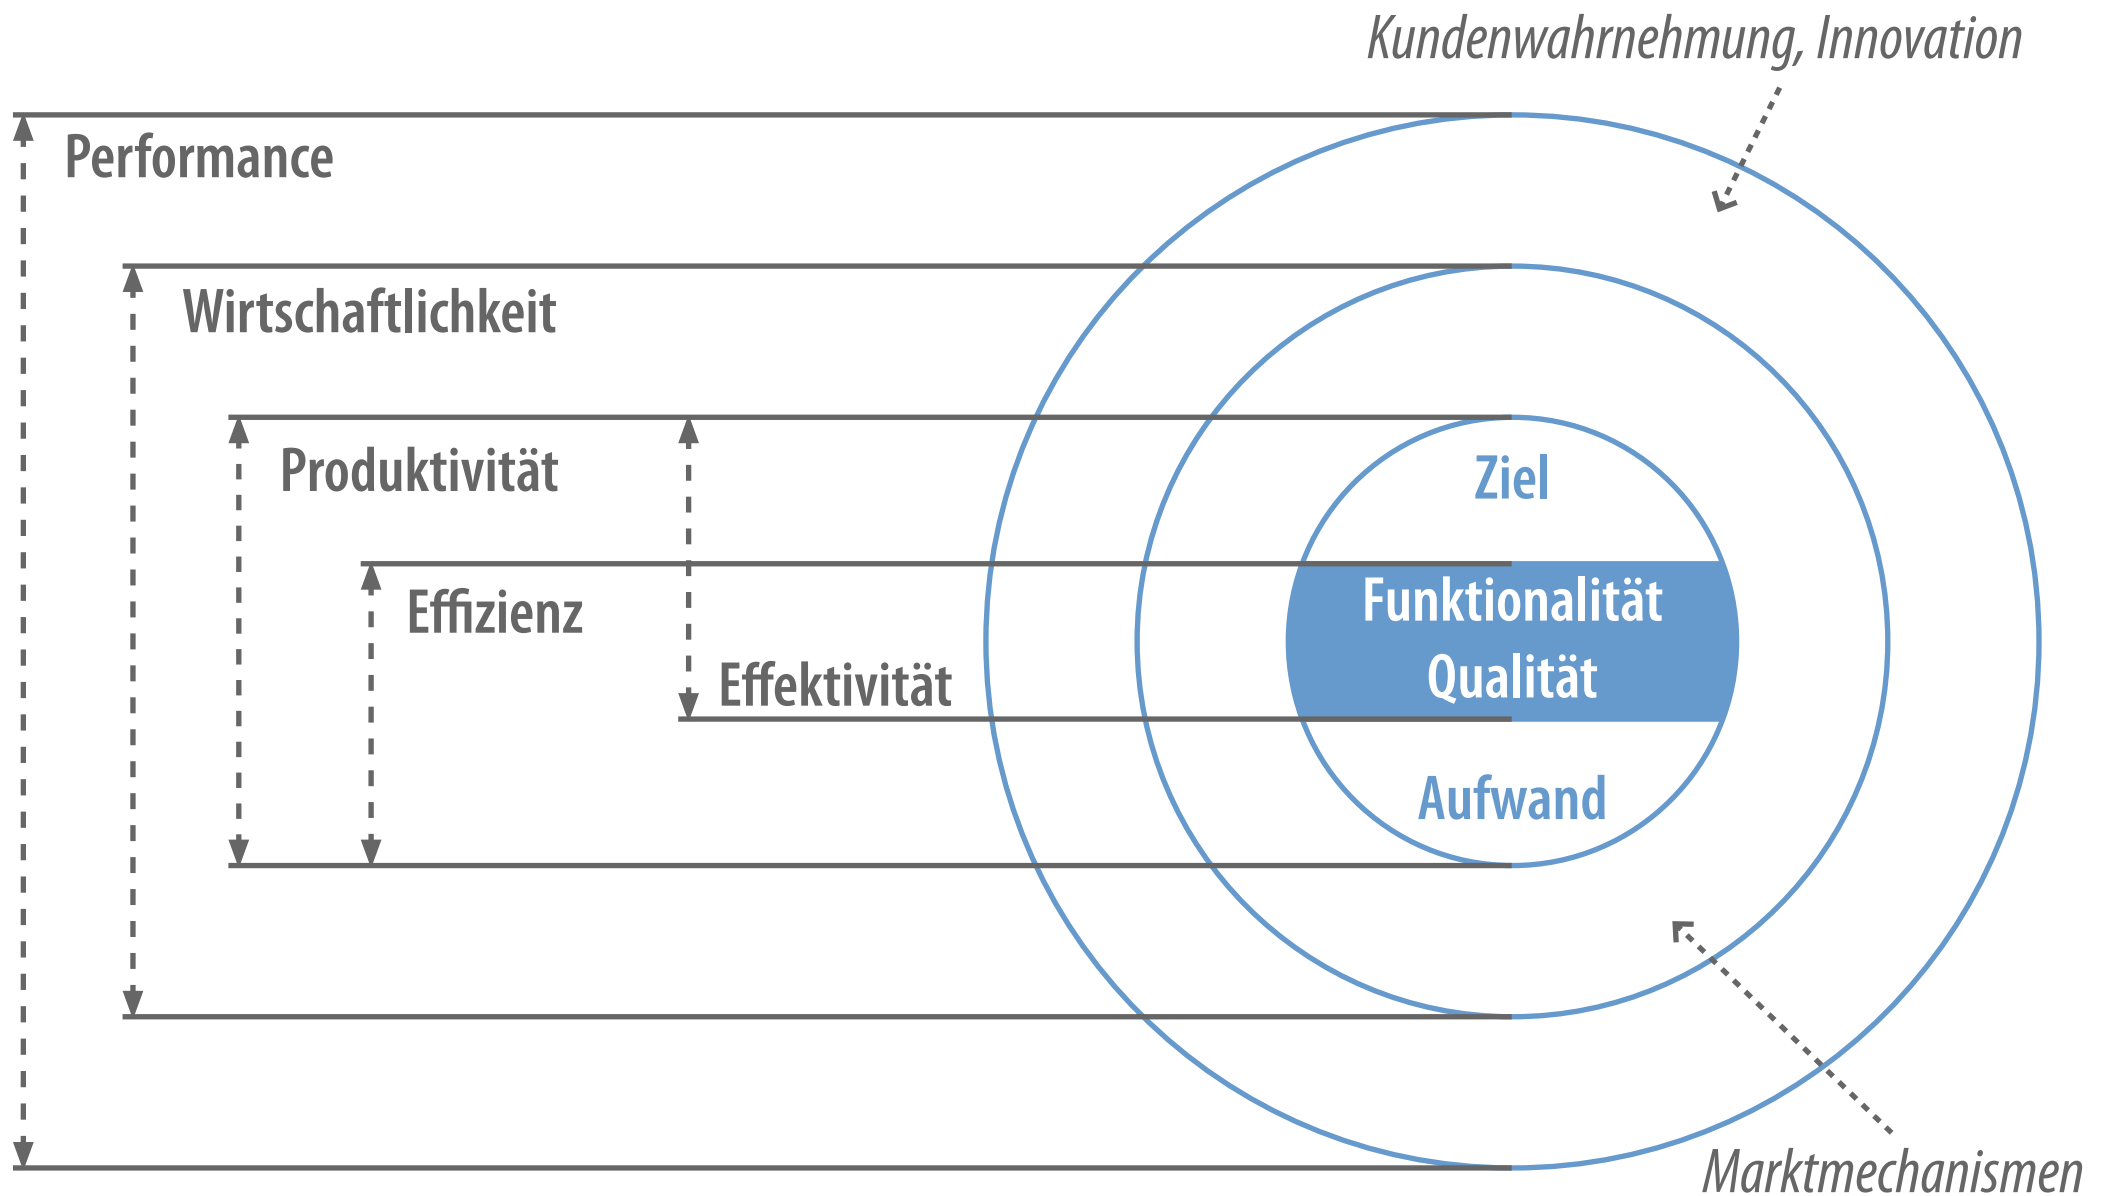 Kundenwahrnehmung, Innovation
Performance
Wirtschaftlichkeit
Produktivität
Ziel
Effizienz
Funktionalität
Effektivität
Qualität
Aufwand
Marktmechanismen